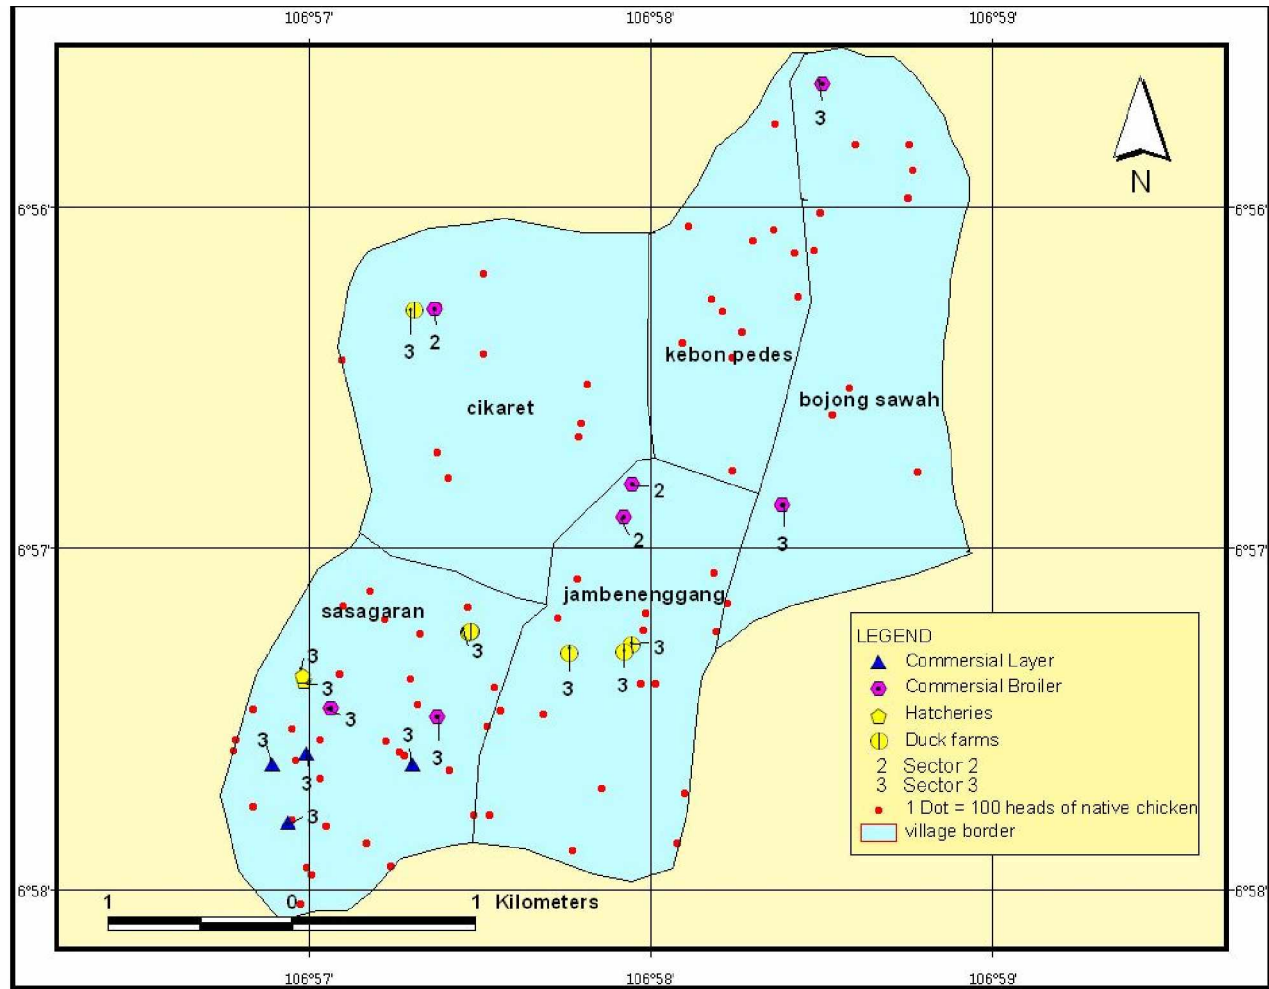 106°57' 106°58' 106°59'
N
3
6°56' 6°56'
3 2
kebon pedes
bojong sawah
cikaret
2
2 3
6°57' 6°57'
jambenenggang
sasagaran
3 3
3
3 3
3 3
3 3 3
3
3
LEGEND
Commersial Layer
Commersial Broiler
Hatcheries
Duck farms
2 Sector 2
3 Sector 3
1 Dot = 100 heads of native chicken
village border
6°58' 6°58'
1 0 1 Kilometers
106°57' 106°58' 106°59'